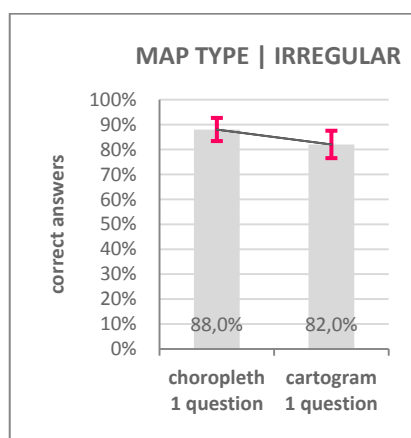 MAP TYPE | IRREGULAR
100%
90%
80%
70%
60%
50%
40%
30%
20%
10%
0%
correct answers
88,0%
82,0%
choropleth
1 question
cartogram
1 question